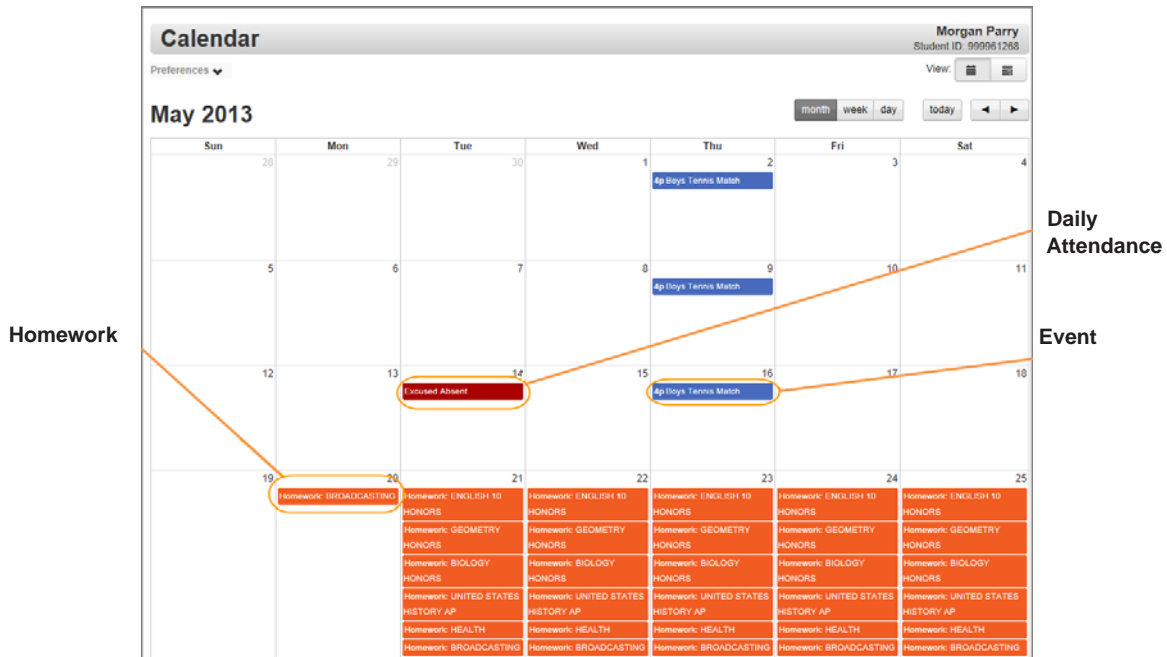 Calendar
Morgan Parry
Student ID: 999961268
Preferences
View:
May 2013
month week day today
Sun Mon Tue Wed Thu Fri Sat
28 29 30 1 2 3 4
4p Boys Tennis Match
Daily
Attendance
5 6 7 8 9 10 11
4p Boys Tennis Match
Homework
Event
12 13 14 15 16 17 18
Excused Absent 4p Boys Tennis Match
19 20 21 22 23 24 25
Homework: BROADCASTING Homework: ENGLISH 10 Homework: ENGLISH 10 Homework: ENGLISH 10 Homework: ENGLISH 10 Homework: ENGLISH 10
HONORS HONORS HONORS HONORS HONORS
Homework: GEOMETRY Homework: GEOMETRY Homework: GEOMETRY Homework: GEOMETRY Homework: GEOMETRY
HONORS HONORS HONORS HONORS HONORS
Homework: BIOLOGY Homework: BIOLOGY Homework: BIOLOGY Homework: BIOLOGY Homework: BIOLOGY
HONORS HONORS HONORS HONORS HONORS
Homework: UNITED STATES Homework: UNITED STATES Homework: UNITED STATES Homework: UNITED STATES Homework: UNITED STATES
HISTORY AP HISTORY AP HISTORY AP HISTORY AP HISTORY AP
Homework: HEALTH Homework: HEALTH Homework: HEALTH Homework: HEALTH Homework: HEALTH
Homework: BROADCASTING Homework: BROADCASTING Homework: BROADCASTING Homework: BROADCASTING Homework: BROADCASTING